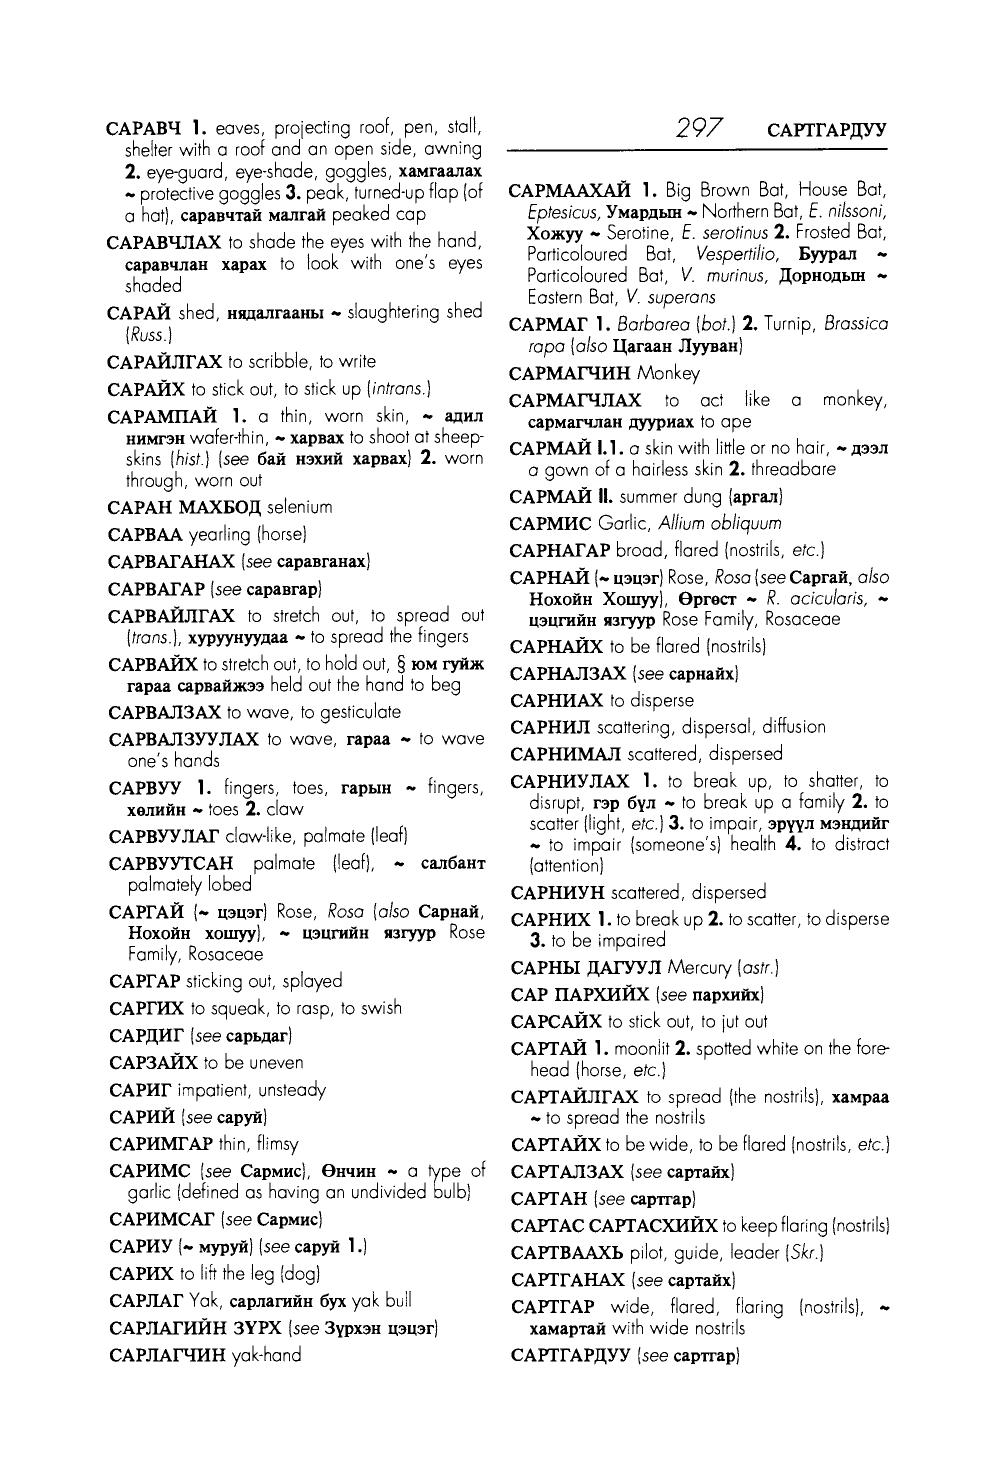 САРАВЧ 1. eaves, projecting roof, pen, stall,
shelter with a roof and an open side, awning
2. eye-guard, eye-shade, goggles, хамгаалах
~ protective goggles 3. peak, turned-up flap (of
a hat), саравчтай малгай peaked cap
САРАВЧЛАХ to shade the eyes with the hand,
саравчлан харах to look with one's eyes
shaded
САРАЙ shed, нядалгааны ~ slaughtering shed
(Russ.)
САРАЙЛГАХ to scribble, to write
САРАЙХ to stick out, to stick up (intrans.)
САРАМПАЙ 1. a thin, worn skin, ~ адил
нимгэн wafer-thin, ~ харвах to shoot at sheep-
skins (hist.) (see бай нэхий харвах) 2. worn
through, worn out
САРАН МАХБОД selenium
САРВАА yearling (horse)
САРВАГАНАХ (see саравганах)
САРВАГАР (see саравгар)
САРВАЙЛГАХ to stretch out, to spread out
(trans.), хуруунуудаа ~ to spread the fingers
САРВАЙХ to stretch out, to hold out, § юм гуйж
гараа сарвайжээ held out the hand to beg
САРВАЛЗАХ to wave, to gesticulate
САРВАЛЗУУЛАХ to wave, гараа ~ to wave
one's hands
САРВУУ 1. fingers, toes, гарын ~ fingers,
хөлийн ~ toes 2. claw
САРВУУЛАГ claw-like, palmate (leaf)
САРВУУТСАН palmate (leaf), ~ салбант
palmately lobed
САРГАЙ (~ цэцэг) Rose, Rosa (also Сарнай,
Нохойн хошуу), ~ цэцгийн язгуур Rose
Family, Rosaceae
САРГАР sticking out, splayed
САРГИХ to squeak, to rasp, to swish
САРДИГ (see сарьдаг)
САРЗАЙХ to be uneven
САРИГ impatient, unsteady
САРИЙ (see саруй)
САРИМГАР thin, flimsy
САРИМС (see Сармис), Өнчин ~ a type of
garlic (defined as having an undivided bulb)
САРИМСАГ (see Сармис)
САРИУ (~ муруй) (see саруй 1.)
САРИХ to lift the leg (dog)
САРЛАГ Yak, сарлагийн бух yak bull
САРЛАГИЙН ЗҮРХ (see Зүрхэн цэцэг)
САРЛАГЧИН yak-hand
297 САРТГАРДУУ
САРМААХАЙ 1. Big Brown Bat, House Bat,
Eptesicus, Умардын ~ Northern Bat, E. nilssoni,
Хожуу ~ Serotine, E. serotinus 2. Frosted Bat,
Particoloured Bat, Vespertilio, Буурал ~
Particoloured Bat, V. murinus, Дорнодын ~
Eastern Bat, V. superans
САРМАГ 1. Barbarea (bot.) 2. Turnip, Brassica
rapa (also Цагаан Лууван)
САРМАГЧИН Monkey
САРМАГЧЛАХ to act like a monkey,
сармагчлан дууриах to ape
САРМАЙ I.1. a skin with little or no hair, ~ дээл
a gown of a hairless skin 2. threadbare
САРМАЙ II. summer dung (аргал)
САРМИС Garlic, Allium obliquum
САРНАГАР broad, flared (nostrils, etc.)
САРНАЙ (~ цэцэг) Rose, Rosa (see Саргай, also
Нохойн Хошуу), Өргөст ~ R. acicularis, ~
цэцгийн язгуур Rose Family, Rosaceae
САРНАЙХ to be flared (nostrils)
САРНАЛЗАХ (see сарнайх)
САРНИАХ to disperse
САРНИЛ scattering, dispersal, diffusion
САРНИМАЛ scattered, dispersed
САРНИУЛАХ 1. to break up, to shatter, to
disrupt, гэр бүл ~ to break up a family 2. to
scatter (light, etc.) 3. to impair, эрүүл мэндийг
~ to impair (someone's) health 4. to distract
(attention)
САРНИУН scattered, dispersed
САРНИХ 1. to break up 2. to scatter, to disperse
3. to be impaired
САРНЫ ДАГУУЛ Mercury (astr.)
САР ПАРХИЙХ (see пархийх)
САРСАЙХ to stick out, to jut out
САРТАЙ 1. moonlit 2. spotted white on the fore-
head (horse, etc.)
САРТАЙЛГАХ to spread (the nostrils), хамраа
~ to spread the nostrils
САРТАЙХ to be wide, to be flared (nostrils, etc.)
САРТАЛЗАХ (see сартайх)
САРТАН (see сартгар)
САРТАС САРТАСХИЙХ to keep flaring (nostrils)
САРТВААХЬ pilot, guide, leader (Skr.)
САРТГАНАХ (see сартайх)
САРТГАР wide, flared, flaring (nostrils), ~
хамартай with wide nostrils
САРТГАРДУУ (see сартгар)